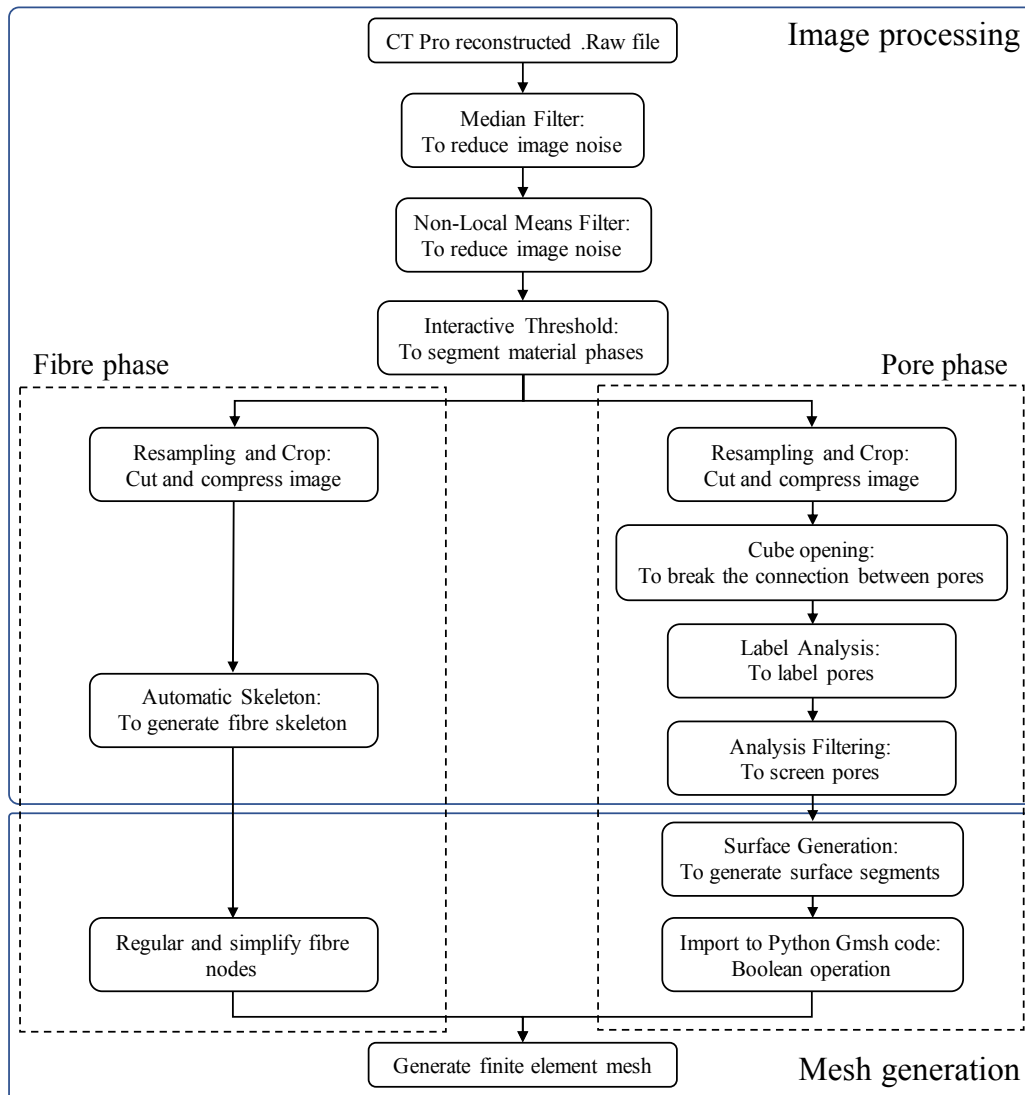 Image processing
CT Pro reconstructed .Raw file
Median Filter:
To reduce image noise
Non-Local Means Filter:
To reduce image noise
Interactive Threshold:
To segment material phases
Fibre phase
Resampling and Crop:
Cut and compress image
Automatic Skeleton:
To generate fibre skeleton
Regular and simplify fibre
nodes
Pore phase
Resampling and Crop:
Cut and compress image
Cube opening:
To break the connection between pores
Label Analysis:
To label pores
Analysis Filtering:
To screen pores
Surface Generation:
To generate surface segments
Import to Python Gmsh code:
Boolean operation
Generate finite element mesh
Mesh generation